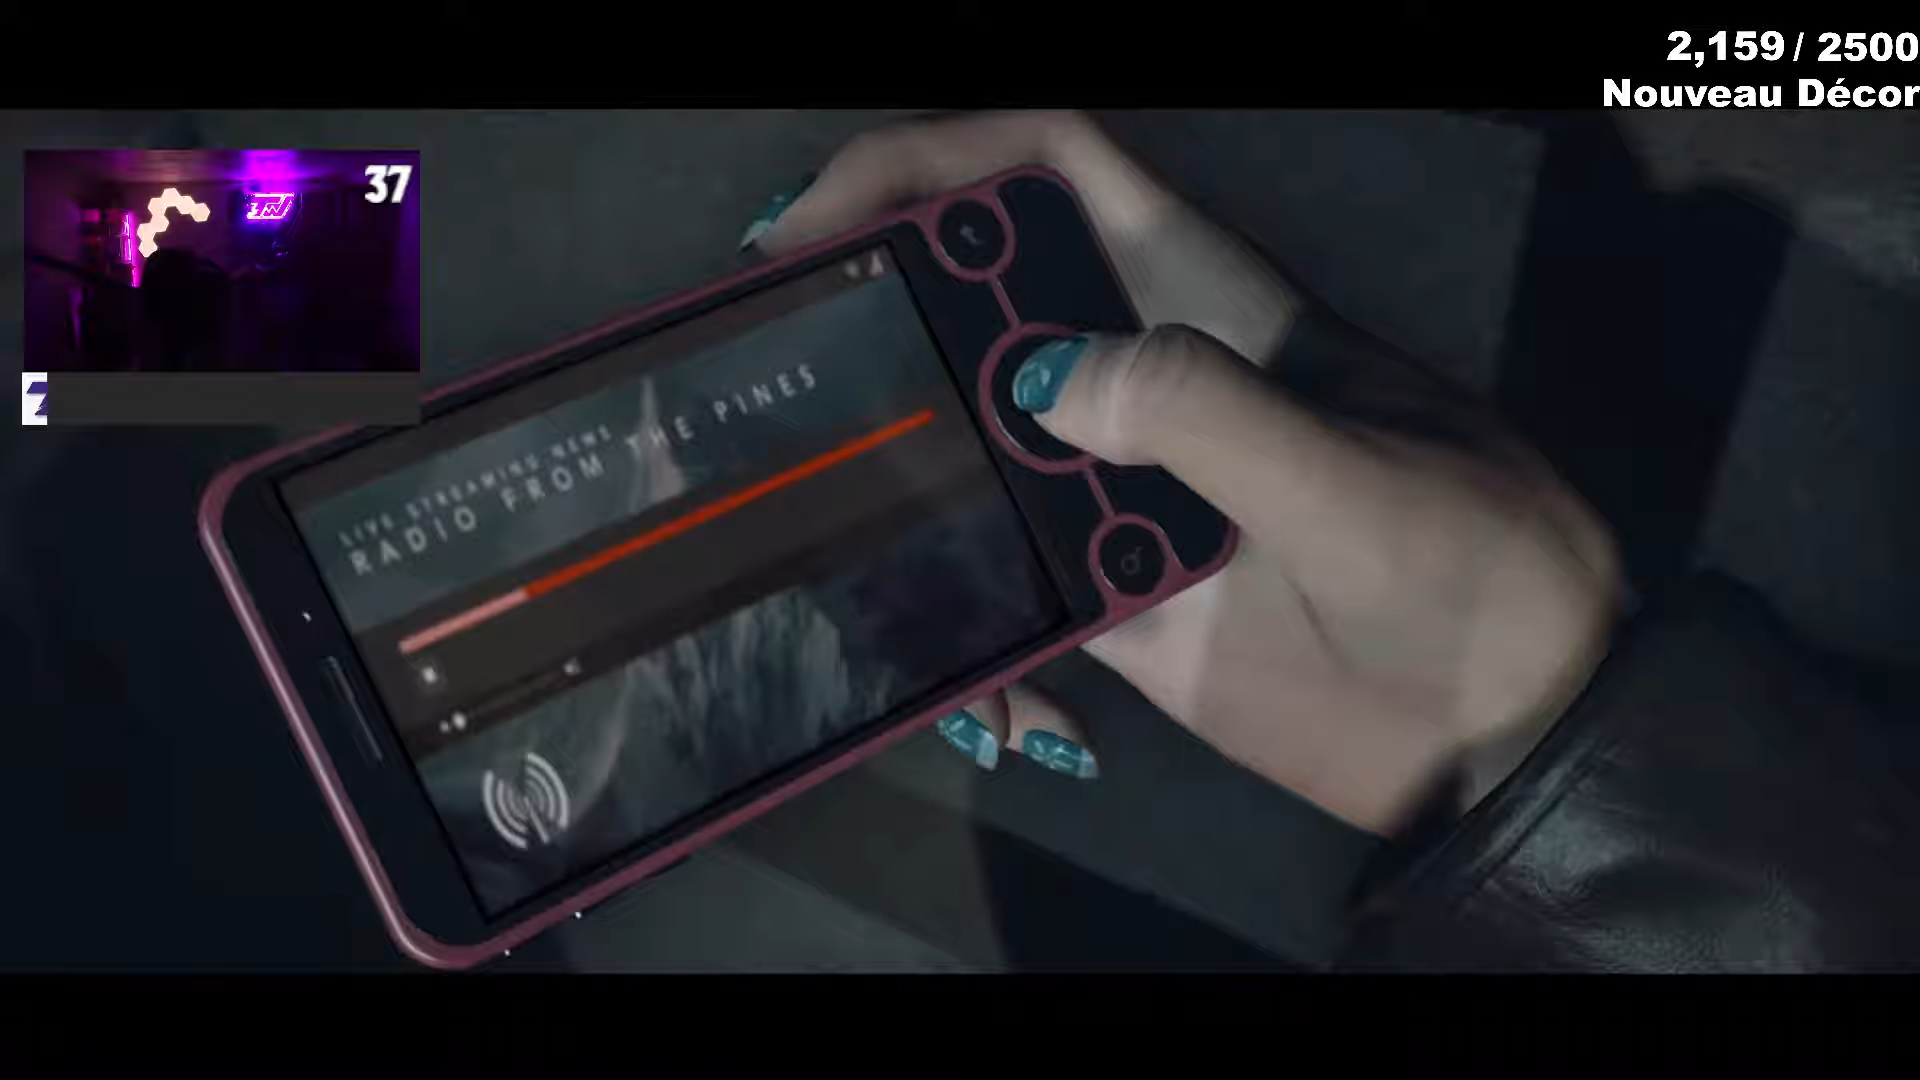 2,159 / 2500
Nouveau Décor
37
LIVE STREAMING NEWS
RADIO FROM THE PINES